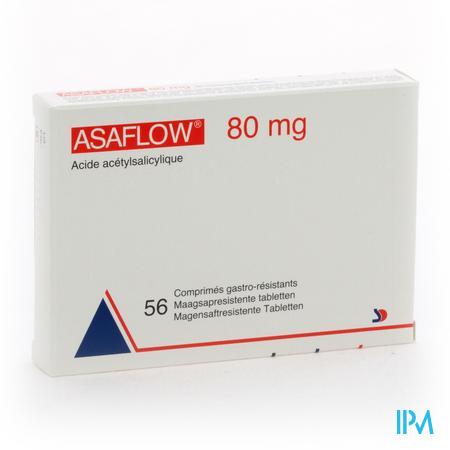 ASAFLOW® 80 mg
Acide acétylsalicylique
56
Comprimés gastro-résistants
Maagsapresistente tabletten
Magensaftresistente Tabletten
IPM